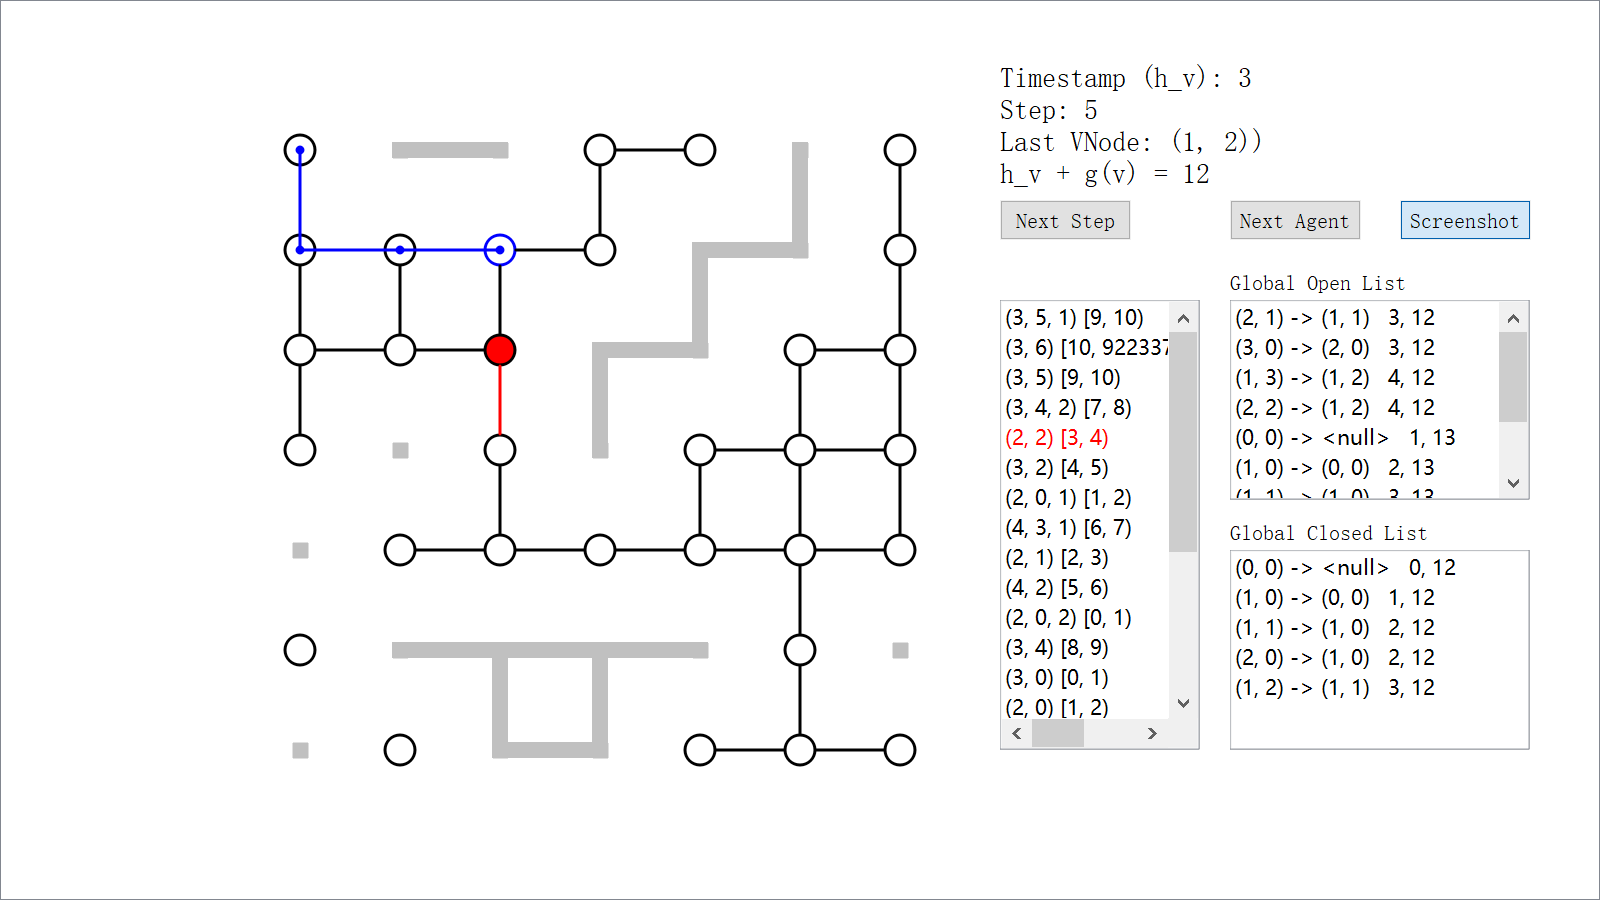 Timestamp (h_v): 3
Step: 5
Last VNode: (1, 2))
h_v + g(v) = 12
Next Step
Next Agent
Screenshot
(3, 5, 1) [9, 10)
(3, 6) [10, 922337
(3, 5) [9, 10)
(3, 4, 2) [7, 8)
(2, 2) [3, 4)
(3, 2) [4, 5)
(2, 0, 1) [1, 2)
(4, 3, 1) [6, 7)
(2, 1) [2, 3)
(4, 2) [5, 6)
(2, 0, 2) [0, 1)
(3, 4) [8, 9)
(3, 0) [0, 1)
(2, 0) [1, 2)
Global Open List
(2, 1) -> (1, 1) 3, 12
(3, 0) -> (2, 0) 3, 12
(1, 3) -> (1, 2) 4, 12
(2, 2) -> (1, 2) 4, 12
(0, 0) -> <null> 1, 13
(1, 0) -> (0, 0) 2, 13
(1, 1) -> (1, 0) 3, 13
Global Closed List
(0, 0) -> <null> 0, 12
(1, 0) -> (0, 0) 1, 12
(1, 1) -> (1, 0) 2, 12
(2, 0) -> (1, 0) 2, 12
(1, 2) -> (1, 1) 3, 12